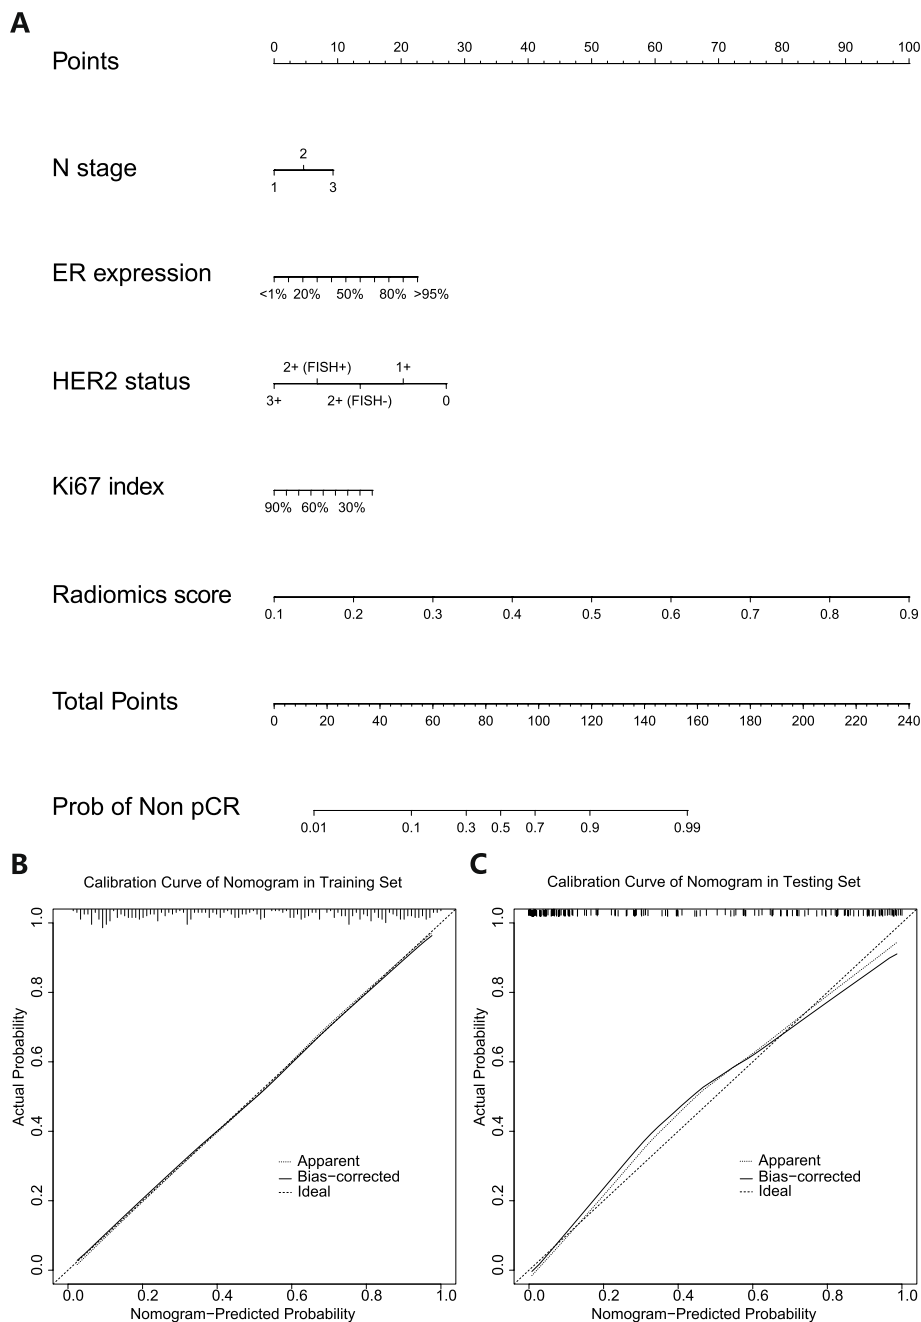 A
Points
0 10 20 30 40 50 60 70 80 90 100
N stage
2
1 3
ER expression
<1% 20% 50% 80% >95%
HER2 status
2+ (FISH+) 1+
3+ 2+ (FISH-) 0
Ki67 index
90% 60% 30%
Radiomics score
0.1 0.2 0.3 0.4 0.5 0.6 0.7 0.8 0.9
Total Points
0 20 40 60 80 100 120 140 160 180 200 220 240
Prob of Non pCR
0.01 0.1 0.3 0.5 0.7 0.9 0.99
B
Calibration Curve of Nomogram in Training Set
Actual Probability
1.0
0.8
0.6
0.4
0.2
0.0
Apparent
Bias−corrected
Ideal
0.0 0.2 0.4 0.6 0.8 1.0
Nomogram−Predicted Probability
C
Calibration Curve of Nomogram in Testing Set
Actual Probability
1.0
0.8
0.6
0.4
0.2
0.0
Apparent
Bias−corrected
Ideal
0.0 0.2 0.4 0.6 0.8 1.0
Nomogram−Predicted Probability